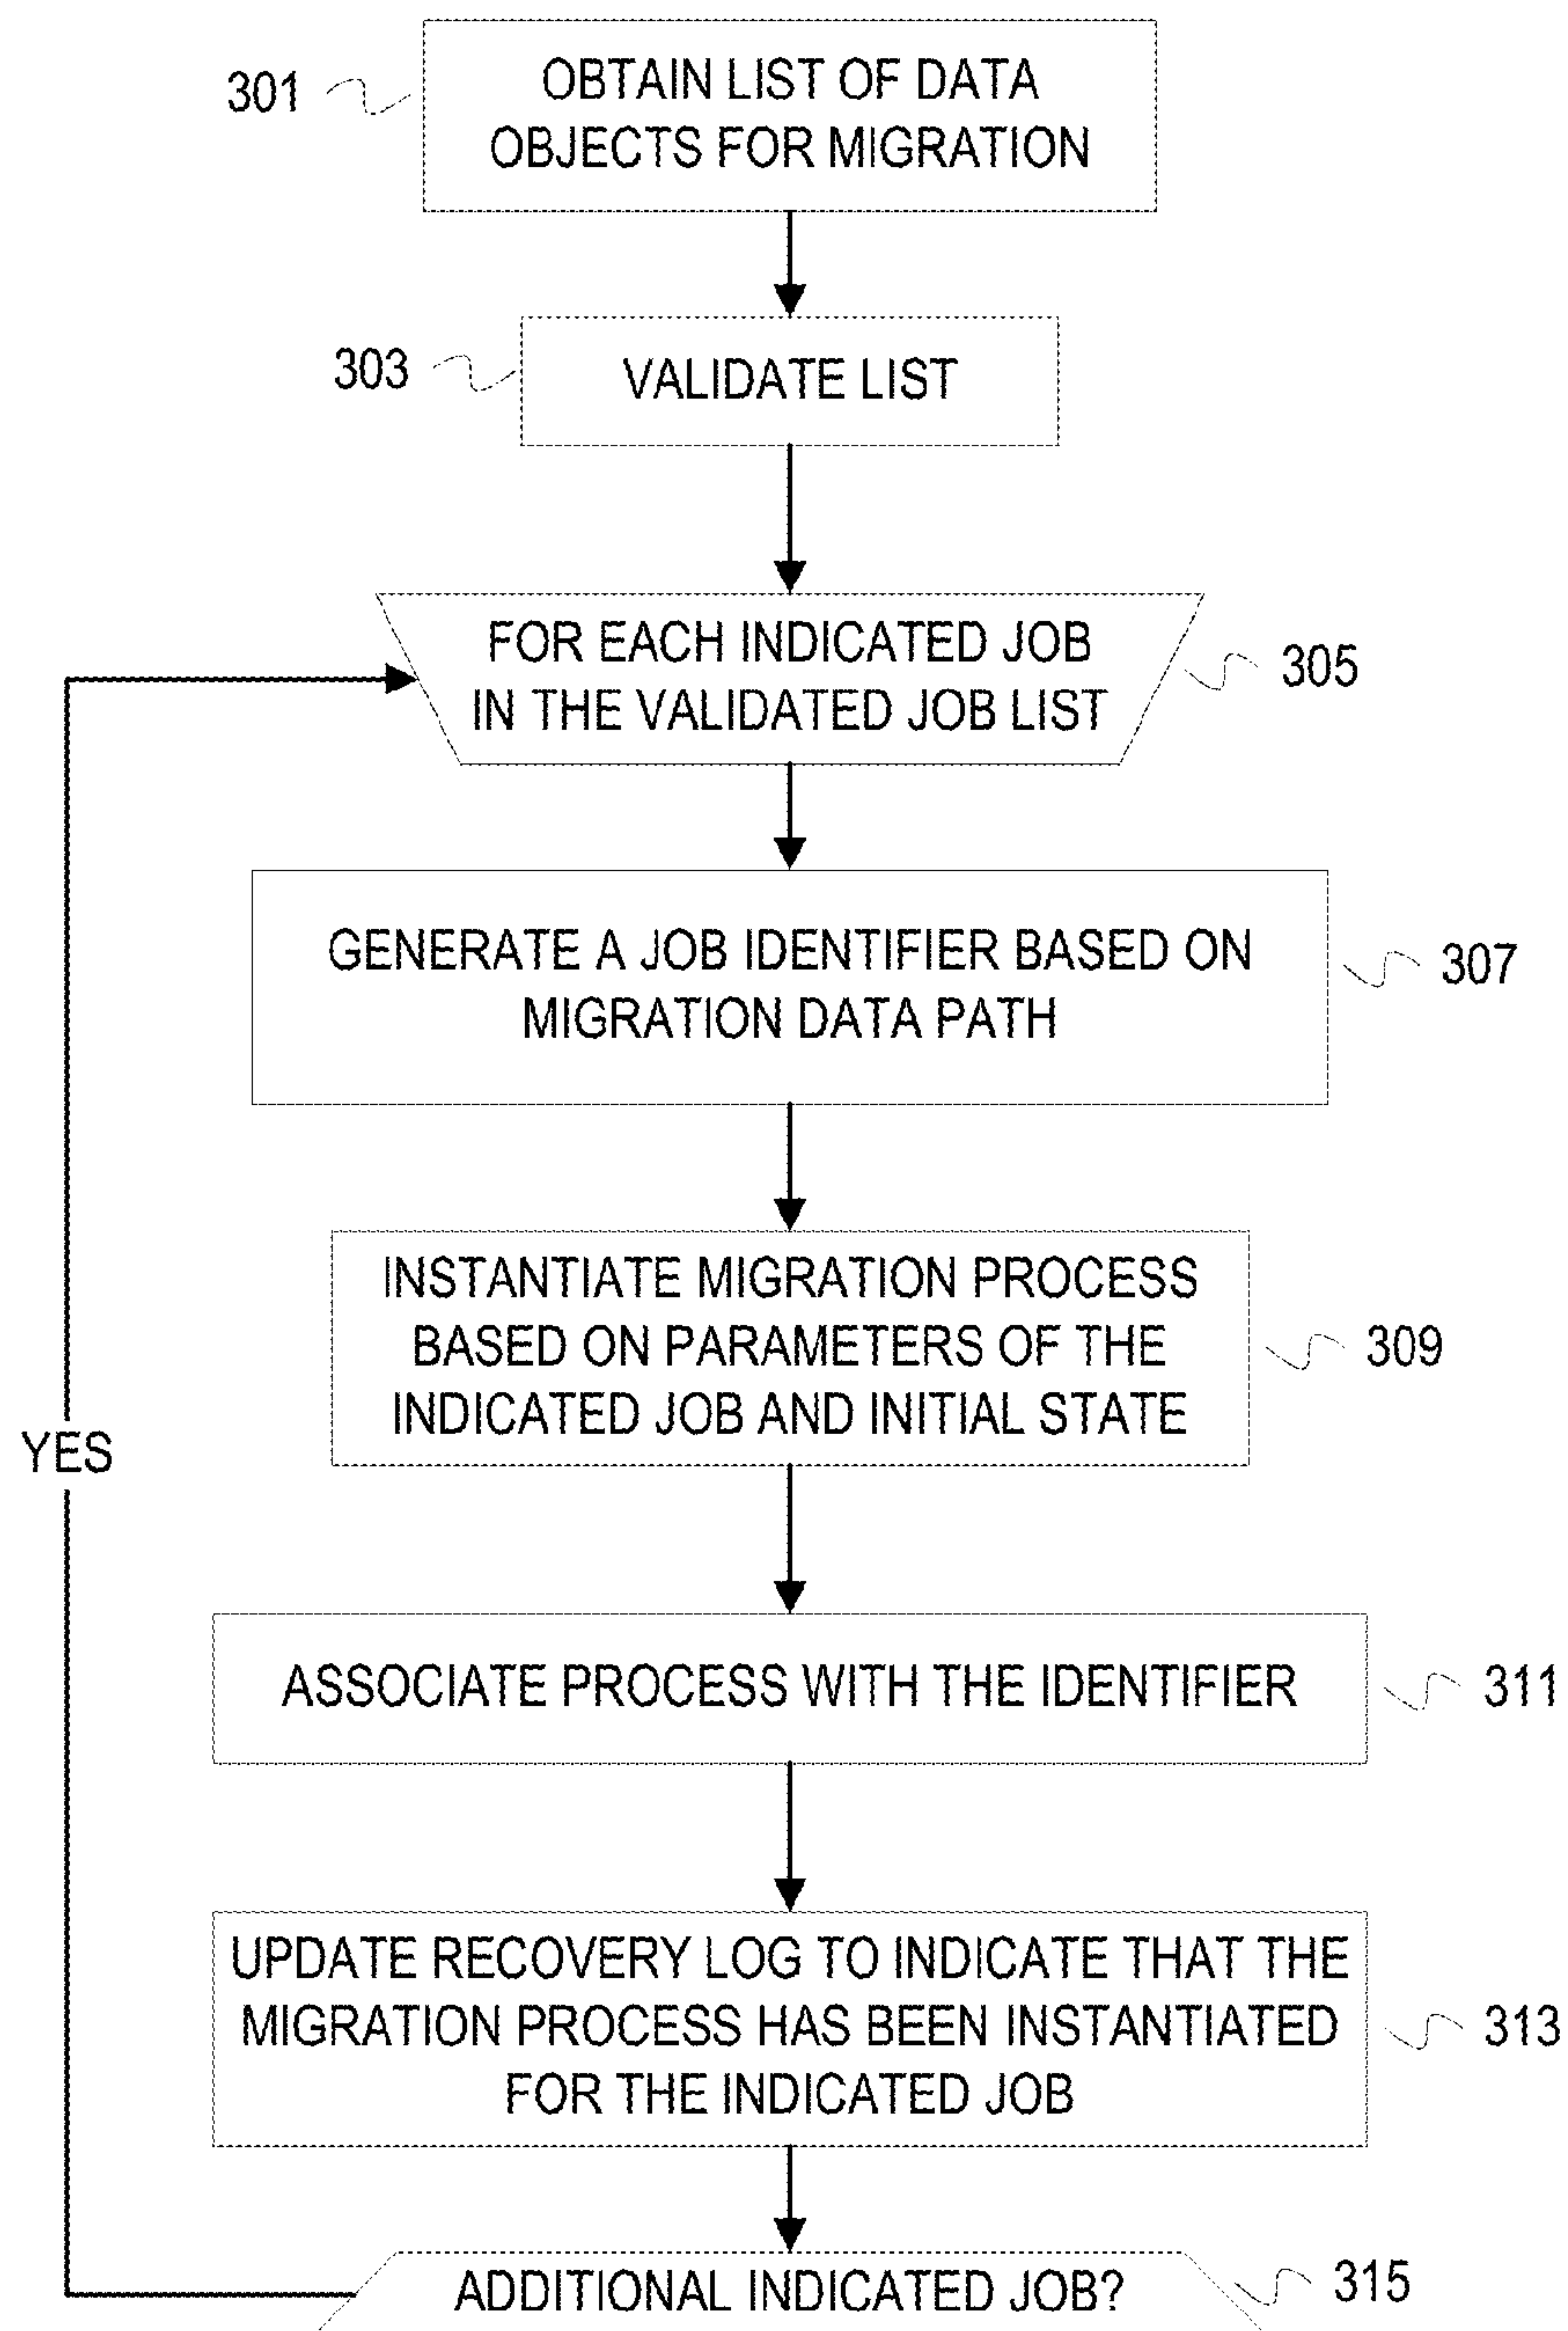 301
OBTAIN LIST OF DATA
OBJECTS FOR MIGRATION
303
VALIDATE LIST
FOR EACH INDICATED JOB
IN THE VALIDATED JOB LIST
305
GENERATE A JOB IDENTIFIER BASED ON
MIGRATION DATA PATH
307
INSTANTIATE MIGRATION PROCESS
BASED ON PARAMETERS OF THE
INDICATED JOB AND INITIAL STATE
309
YES
ASSOCIATE PROCESS WITH THE IDENTIFIER
311
UPDATE RECOVERY LOG TO INDICATE THAT THE
MIGRATION PROCESS HAS BEEN INSTANTIATED
FOR THE INDICATED JOB
313
ADDITIONAL INDICATED JOB?
315